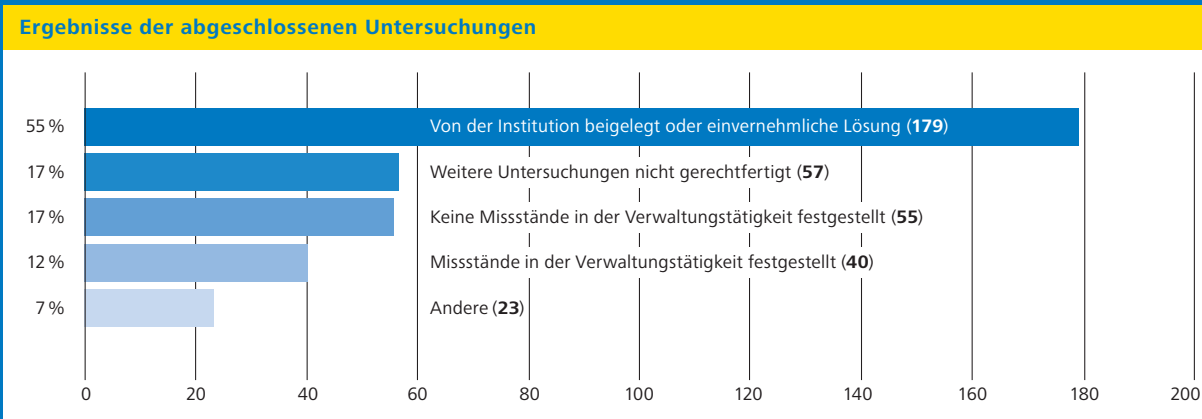 Ergebnisse der abgeschlossenen Untersuchungen
55 % Von der Institution beigelegt oder einvernehmliche Lösung (179)
17 % Weitere Untersuchungen nicht gerechtfertigt (57)
17 % Keine Missstände in der Verwaltungstätigkeit festgestellt (55)
12 % Missstände in der Verwaltungstätigkeit festgestellt (40)
7 % Andere (23)
0 20 40 60 80 100 120 140 160 180 200